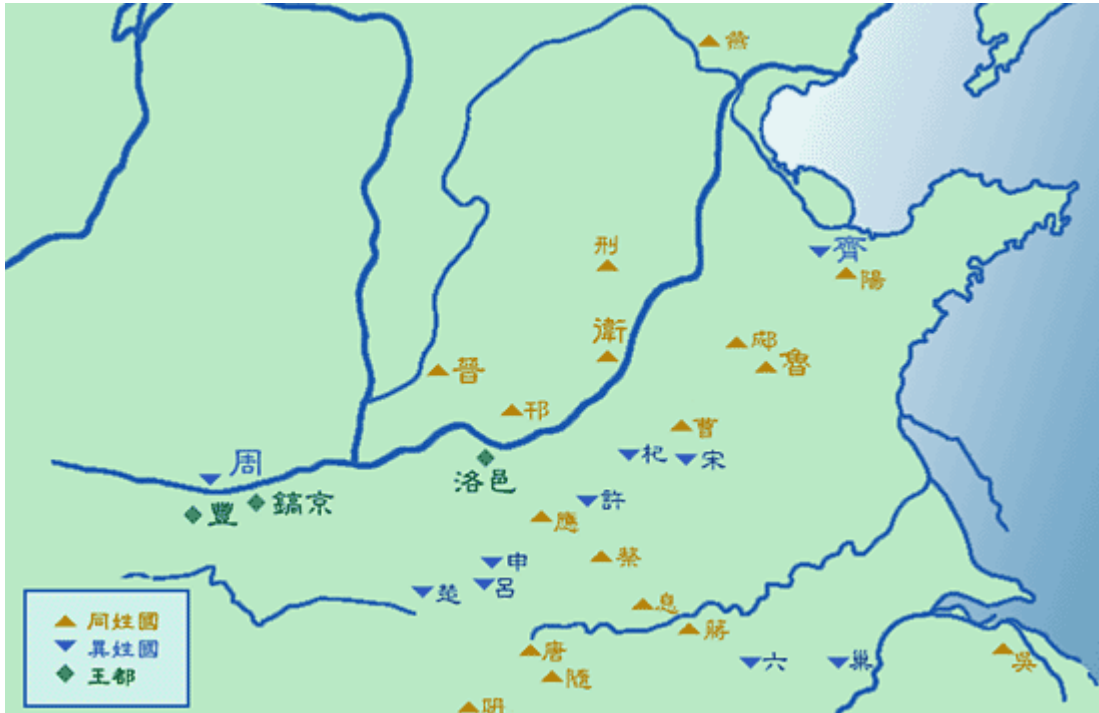 燕
刑
齊
陽
衛
郕
魯
晉
邘
曹
杞
宋
周
洛邑
鎬京
豐
許
應
蔡
申
呂
楚
息
蔣
唐
六
巢
吳
隨
同姓國
異姓國
王都